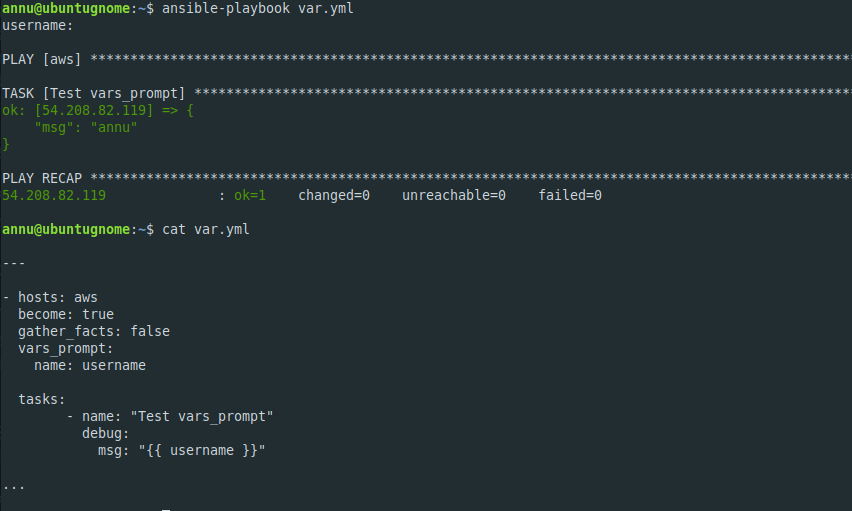 annu@ubuntugnome:~$ ansible-playbook var.yml
username:
PLAY [aws] ***********************************************************************************************
TASK [Test vars_prompt] **********************************************************************************
ok: [54.208.82.119] => {
    "msg": "annu"
}
PLAY RECAP ***********************************************************************************************
54.208.82.119              : ok=1    changed=0    unreachable=0    failed=0
annu@ubuntugnome:~$ cat var.yml
---
- hosts: aws
  become: true
  gather_facts: false
  vars_prompt:
    name: username
  tasks:
        - name: "Test vars_prompt"
          debug:
            msg: "{{ username }}"
...